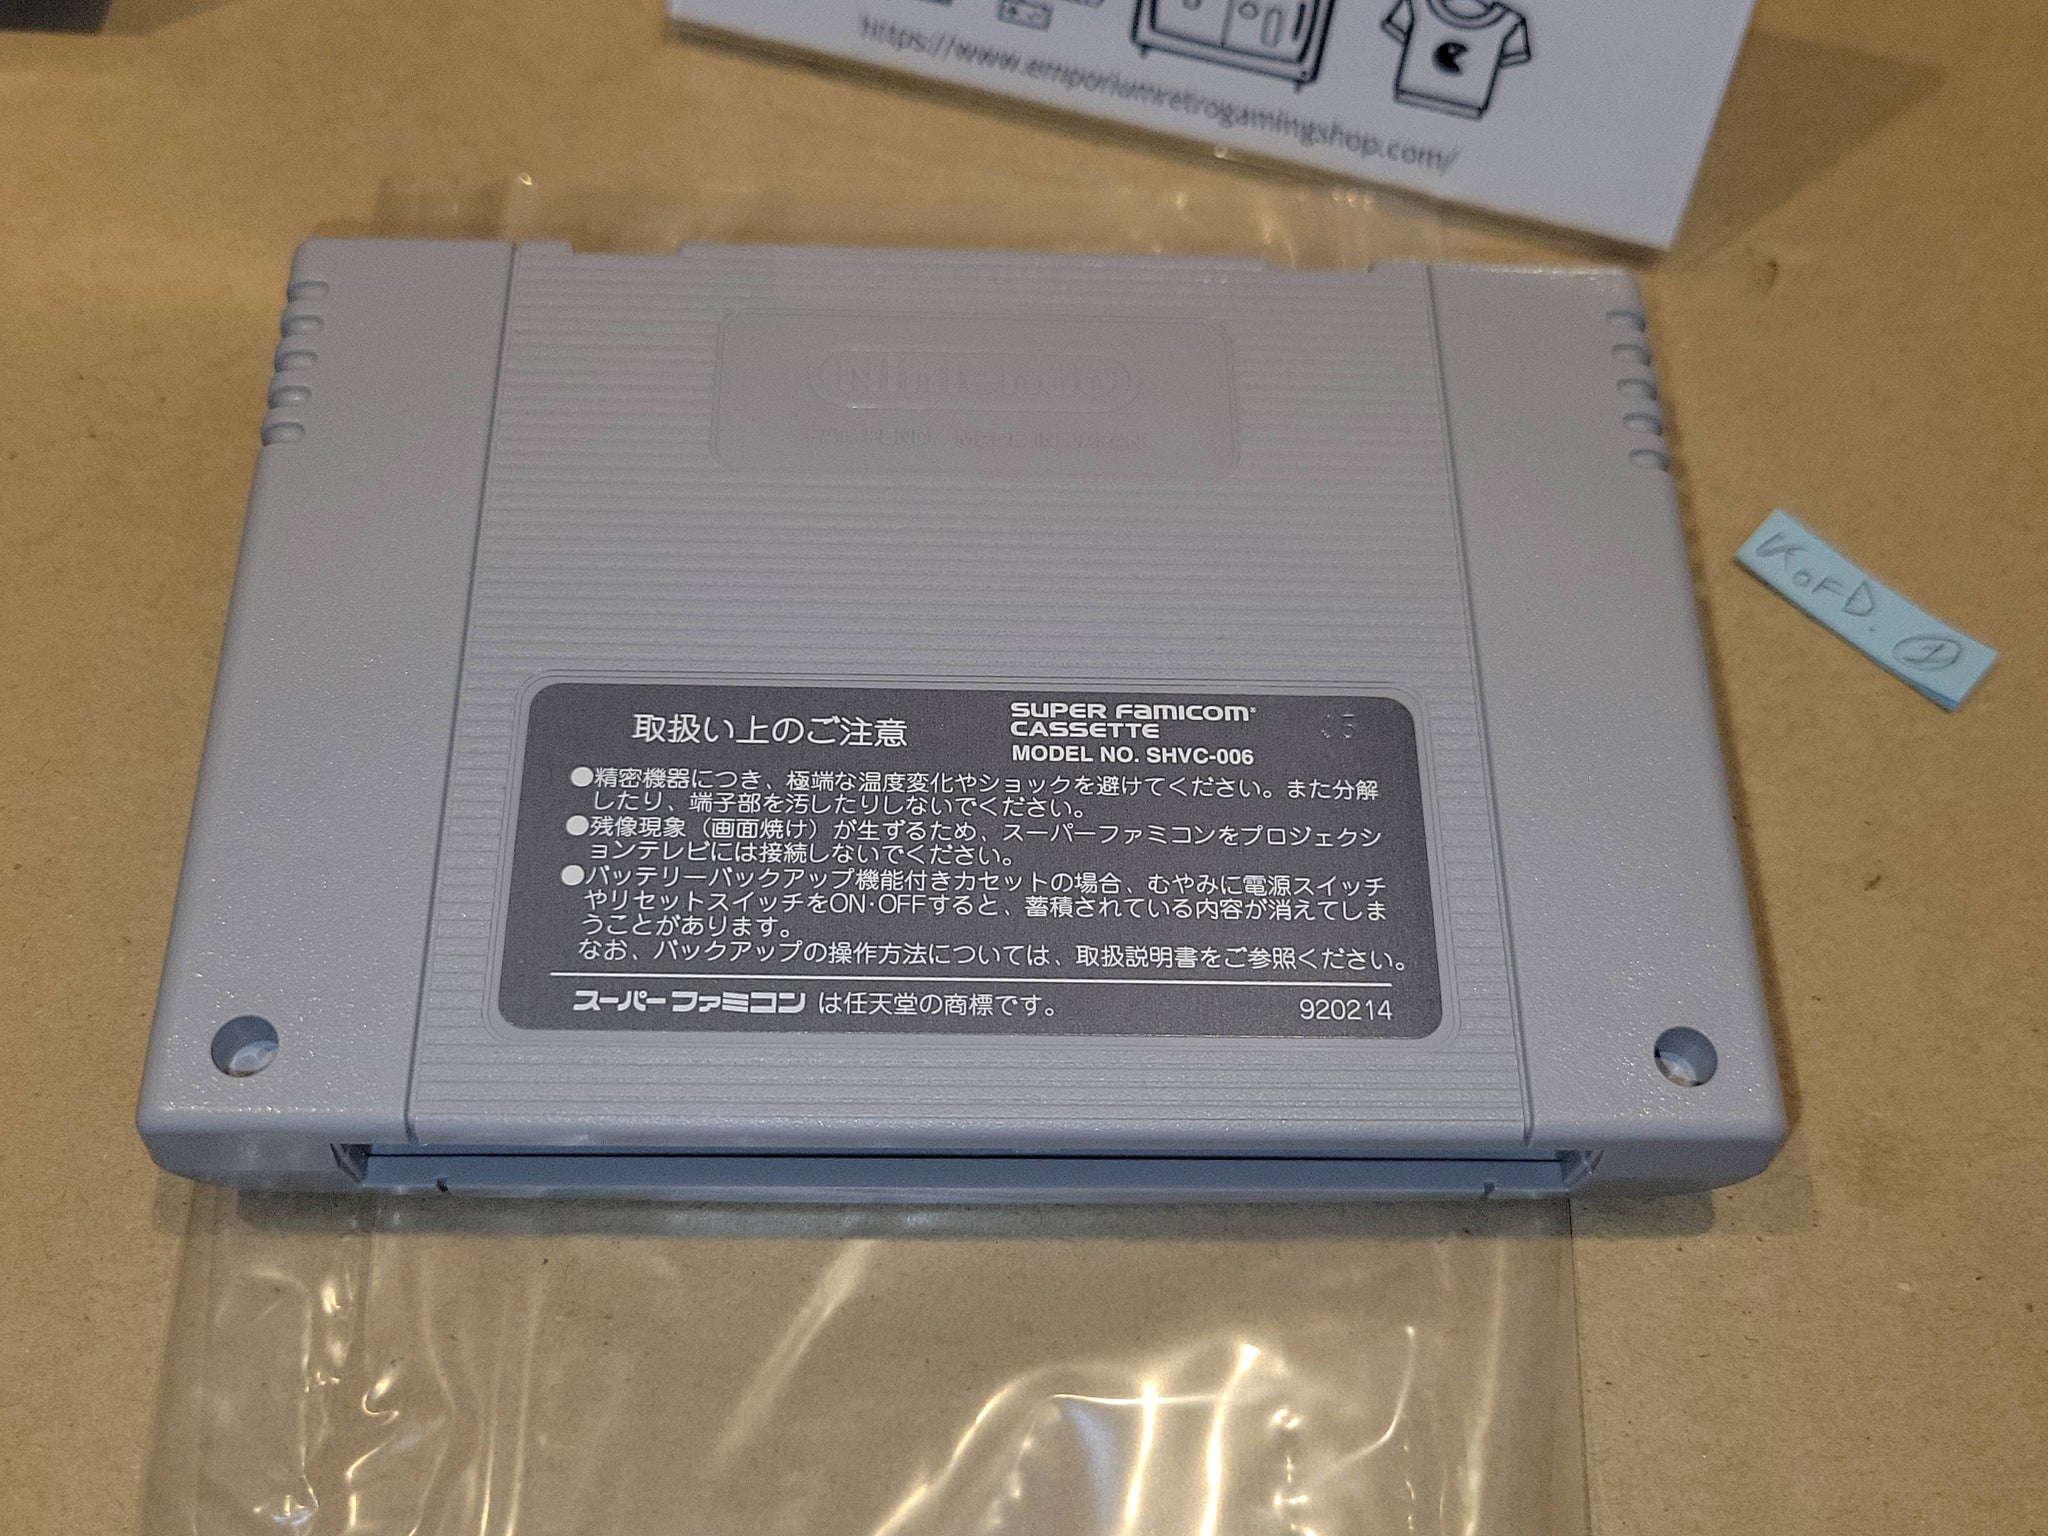 https://www.emporiumretrogamingshop.com/
Nintendo
PAT. PEND. MADE IN JAPAN
KOFD. 1
取扱い上のご注意
SUPER FAMICOM
CASSETTE
MODEL NO. SHVC-006
●精密機器につき、極端な温度変化やショックを避けてください。また分解
したり、端子部を汚したりしないでください。
●残像現象（画面焼け）が生ずるため、スーパーファミコンをプロジェクシ
ョンテレビには接続しないでください。
●バッテリーバックアップ機能付きカセットの場合、むやみに電源スイッチ
やリセットスイッチをON･OFFすると、蓄積されている内容が消えてしま
うことがあります。
なお、バックアップの操作方法については、取扱説明書をご参照ください。
スーパーファミコン は任天堂の商標です。 920214